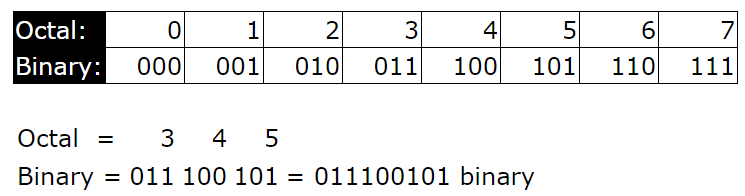 Octal: 0 1 2 3 4 5 6 7
Binary: 000 001 010 011 100 101 110 111
Octal = 3 4 5
Binary = 011 100 101 = 011100101 binary